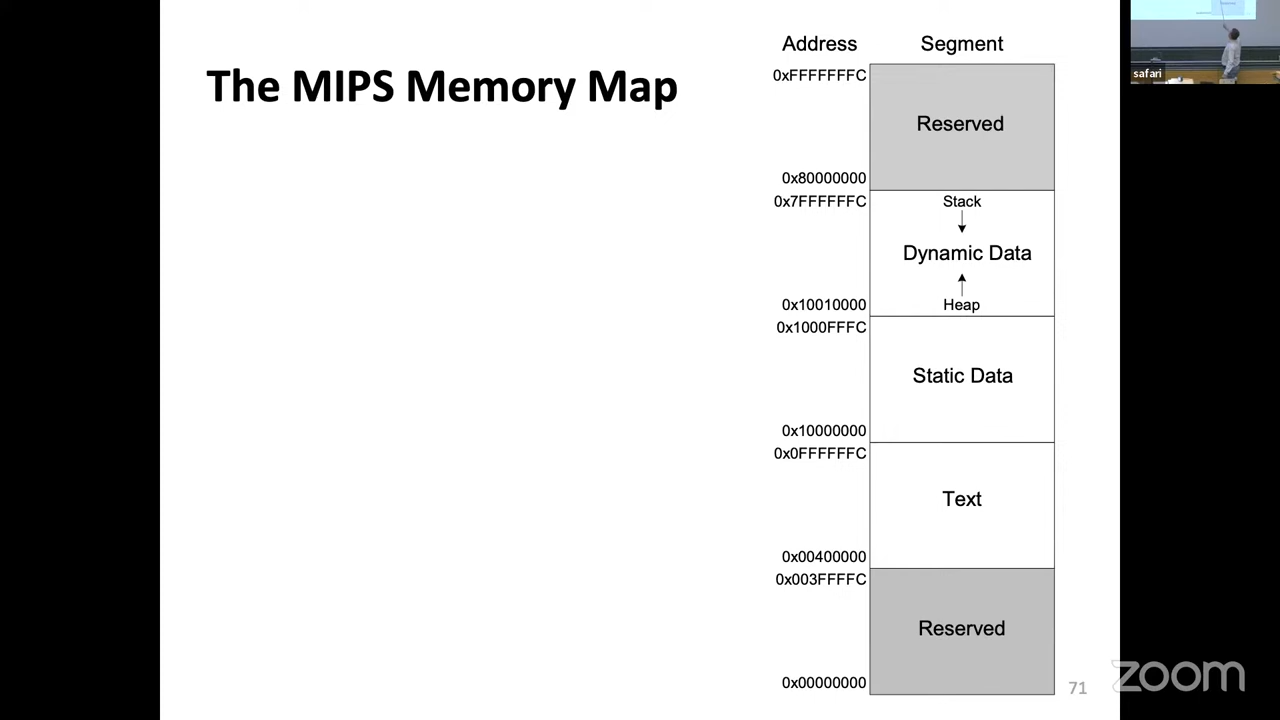 The MIPS Memory Map
Address Segment
0xFFFFFFFC
Reserved
0x80000000
0x7FFFFFFC
Stack
Dynamic Data
0x10010000
Heap
0x1000FFFC
Static Data
0x10000000
0x0FFFFFFC
Text
0x00400000
0x003FFFFC
Reserved
0x00000000
71
safari
zoom